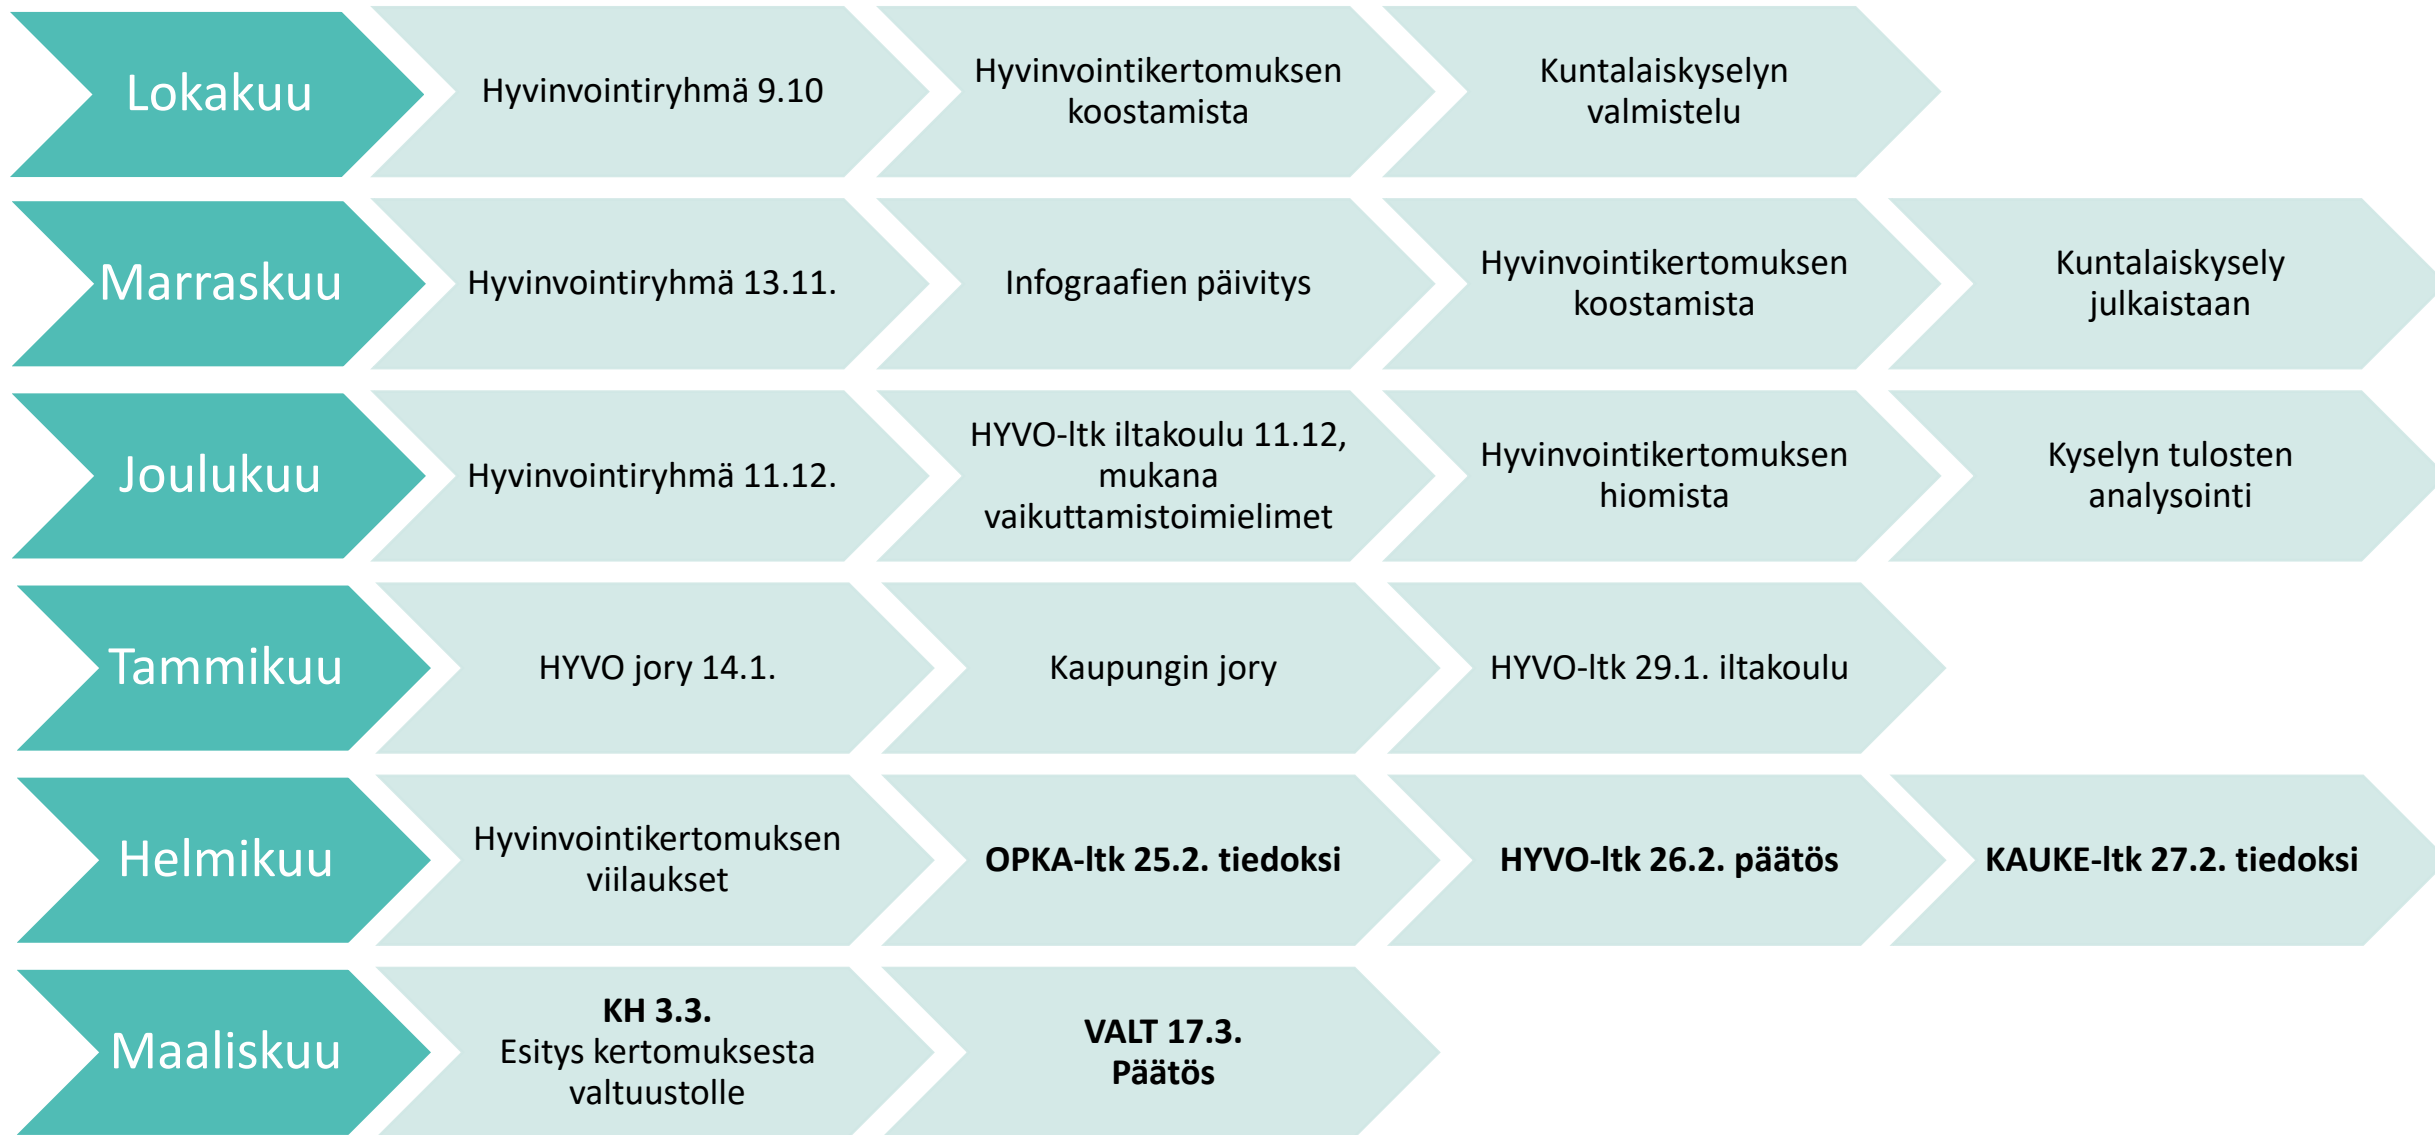 Lokakuu
Hyvinvointiryhmä 9.10
Hyvinvointikertomuksen
koostamista
Kuntalaiskyselyn
valmistelu
Marraskuu
Hyvinvointiryhmä 13.11.
Infograafien päivitys
Hyvinvointikertomuksen
koostamista
Kuntalaiskysely
julkaistaan
Joulukuu
Hyvinvointiryhmä 11.12.
HYVO-ltk iltakoulu 11.12,
mukana
vaikuttamistoimielimet
Hyvinvointikertomuksen
hiomista
Kyselyn tulosten
analysointi
Tammikuu
HYVO jory 14.1.
Kaupungin jory
HYVO-ltk 29.1. iltakoulu
Helmikuu
Hyvinvointikertomuksen
viilaukset
OPKA-ltk 25.2. tiedoksi
HYVO-ltk 26.2. päätös
KAUKE-ltk 27.2. tiedoksi
Maaliskuu
KH 3.3.
Esitys kertomuksesta
valtuustolle
VALT 17.3.
Päätös